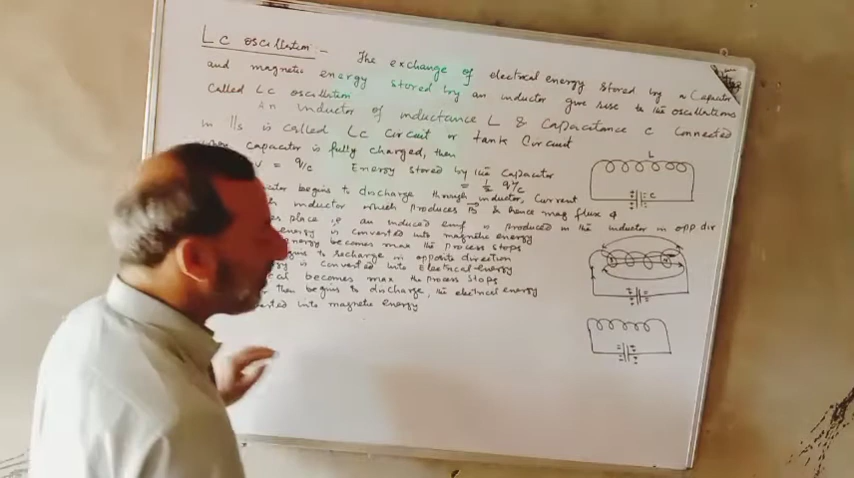 Lc oscillation :- The exchange of electrical energy stored by a Capacitor
and magnetic energy stored by an inductor give rise to the oscillations
called Lc oscillation
An inductor of inductance L & Capacitance c connected
in 11s is called Lc Circuit or tank Circuit
capacitor is fully charged, then
V = q/c Energy stored by the Capacitor
= 1/2 q²/c
begins to discharge through inductor, current
inductor which produces B & hence mag flux φ
place i.e an induced emf is produced in the inductor in opp. dir
energy is converted into magnetic energy
energy becomes max the process stops
to recharge in opposite direction
is converted into electrical energy
becomes max the process stops
then begins to discharge, the electrical energy
into magnetic energy
L
C